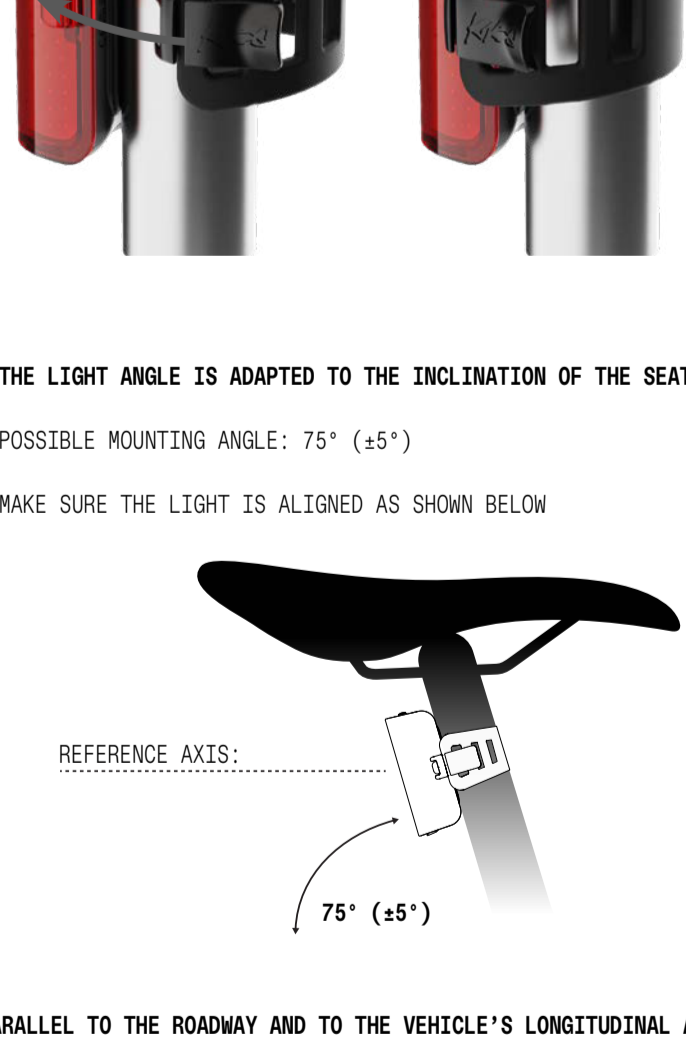 THE LIGHT ANGLE IS ADAPTED TO THE INCLINATION OF THE SEAT
POSSIBLE MOUNTING ANGLE: 75° (±5°)
MAKE SURE THE LIGHT IS ALIGNED AS SHOWN BELOW
REFERENCE AXIS:
75° (±5°)
ARALLEL TO THE ROADWAY AND TO THE VEHICLE’S LONGITUDINAL A